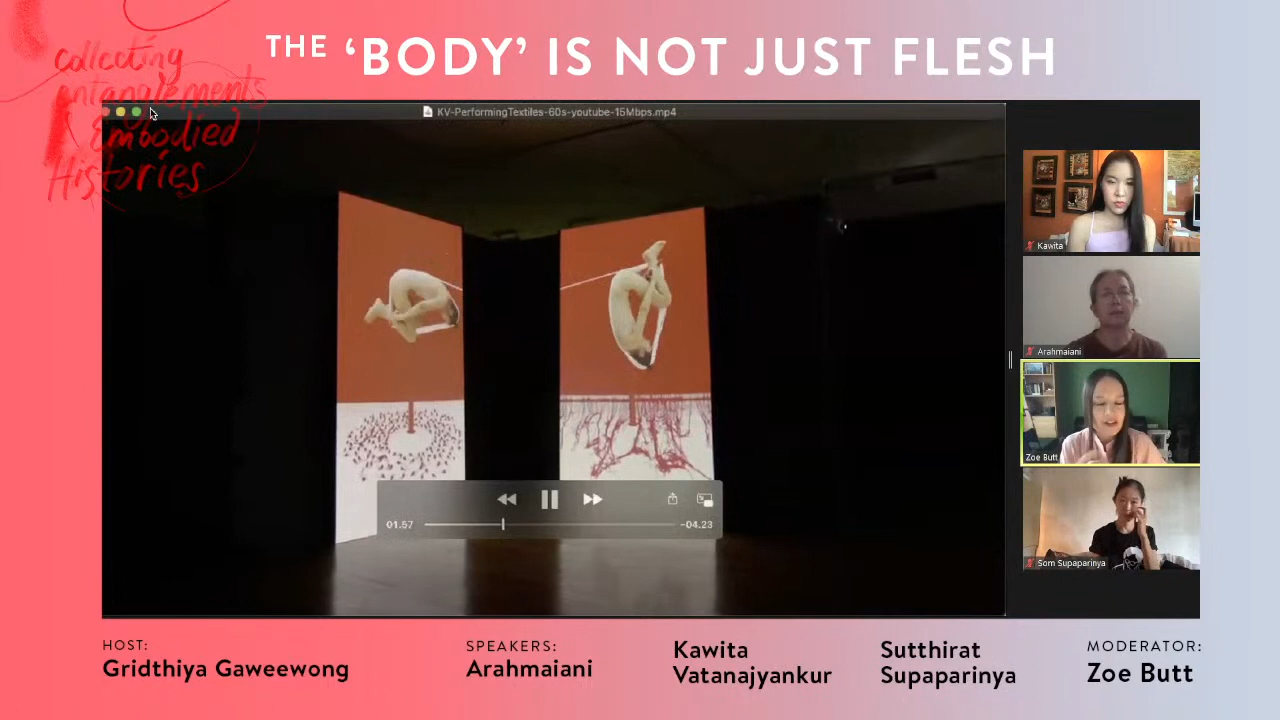 THE ‘BODY’ IS NOT JUST FLESH
collecting
entanglements
Embodied
Histories
KV-PerformingTextiles-60s-youtube-15Mbps.mp4
Kawita
Arahmaiani
Zoe Butt
Som Supaparinya
01.57
-04.23
HOST:
Gridthiya Gaweewong
SPEAKERS:
Arahmaiani
Kawita
Vatanajyankur
Sutthirat
Supaparinya
MODERATOR:
Zoe Butt